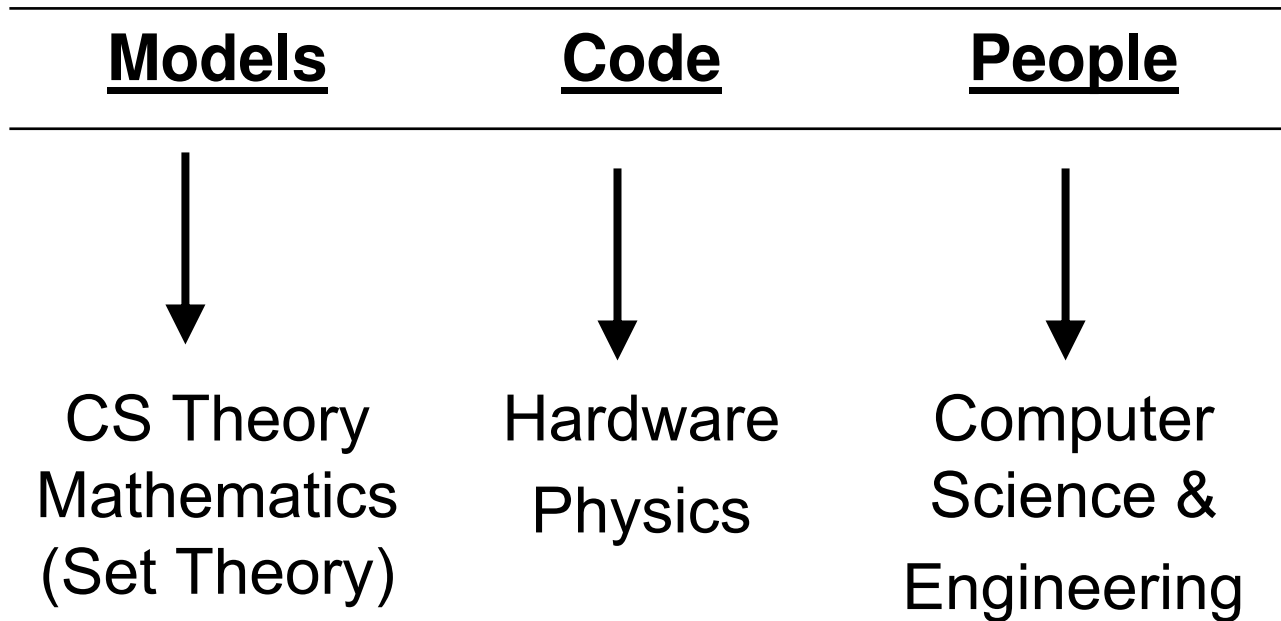 Models Code People
CS Theory
Mathematics
(Set Theory)
Hardware
Physics
Computer
Science &
Engineering